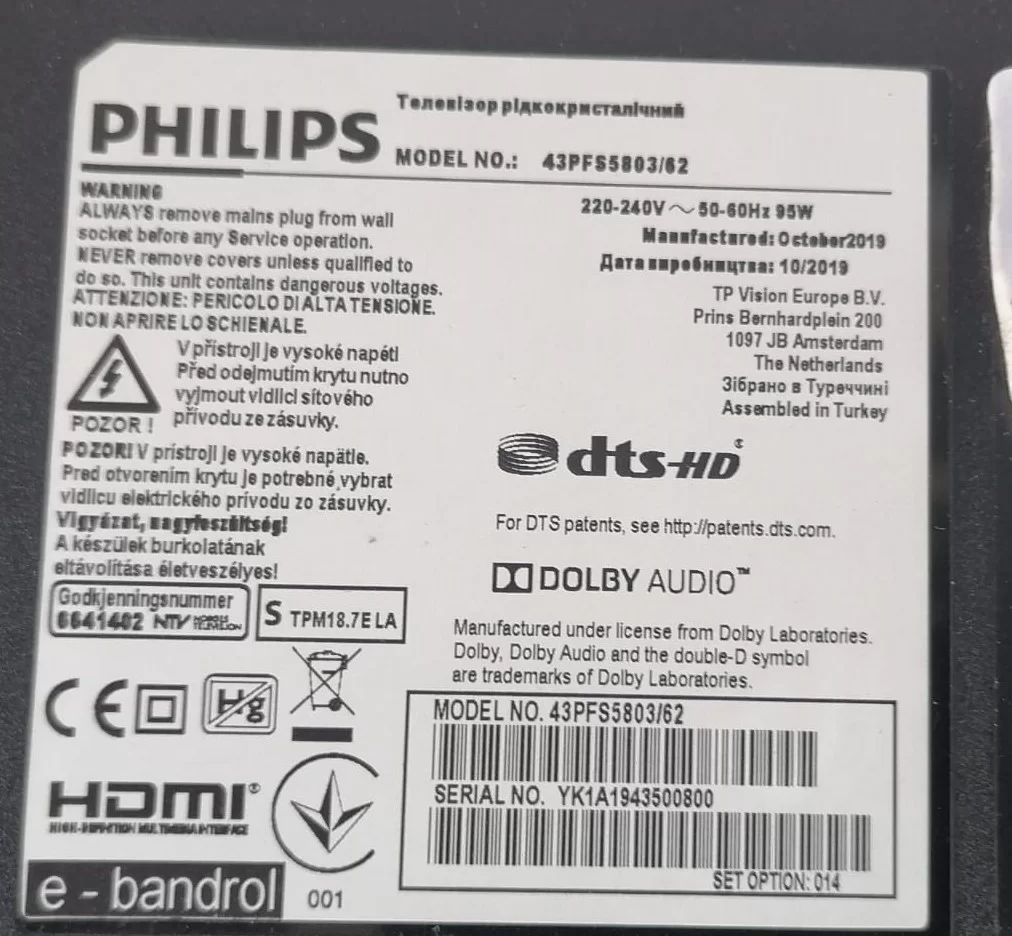 PHILIPS
Телевізор рідкокристалічний
MODEL NO.: 43PFS5803/62
WARNING
ALWAYS remove mains plug from wall
socket before any Service operation.
NEVER remove covers unless qualified to
do so. This unit contains dangerous voltages.
ATTENZIONE: PERICOLO DI ALTA TENSIONE.
NON APRIRE LO SCHIENALE.
V přístroji je vysoké napětí
Před odejmutím krytu nutno
vyjmout vidlici síťového
přívodu ze zásuvky.
POZOR !
POZOR! V prístroji je vysoké napätie.
Pred otvorením krytu je potrebné vybrat
vidlicu elektrického prívodu zo zásuvky.
Vigyázat, nagyfeszültség!
A készülek burkolatának
eltávolítása életveszélyes!
Godkjenningsnummer
6641402 NTV
S TPM18.7E LA
CE
Hg
HDMI®
HIGH-DEFINITION MULTIMEDIA INTERFACE
e - bandrol
001
220-240V ~ 50-60Hz 95W
Manufactured: October2019
Дата виробництва: 10/2019
TP Vision Europe B.V.
Prins Bernhardplein 200
1097 JB Amsterdam
The Netherlands
Зібрано в Туреччині
Assembled in Turkey
dts-HD®
For DTS patents, see http://patents.dts.com.
DOLBY AUDIO™
Manufactured under license from Dolby Laboratories.
Dolby, Dolby Audio and the double-D symbol
are trademarks of Dolby Laboratories.
MODEL NO. 43PFS5803/62
SERIAL NO. YK1A1943500800
SET OPTION: 014